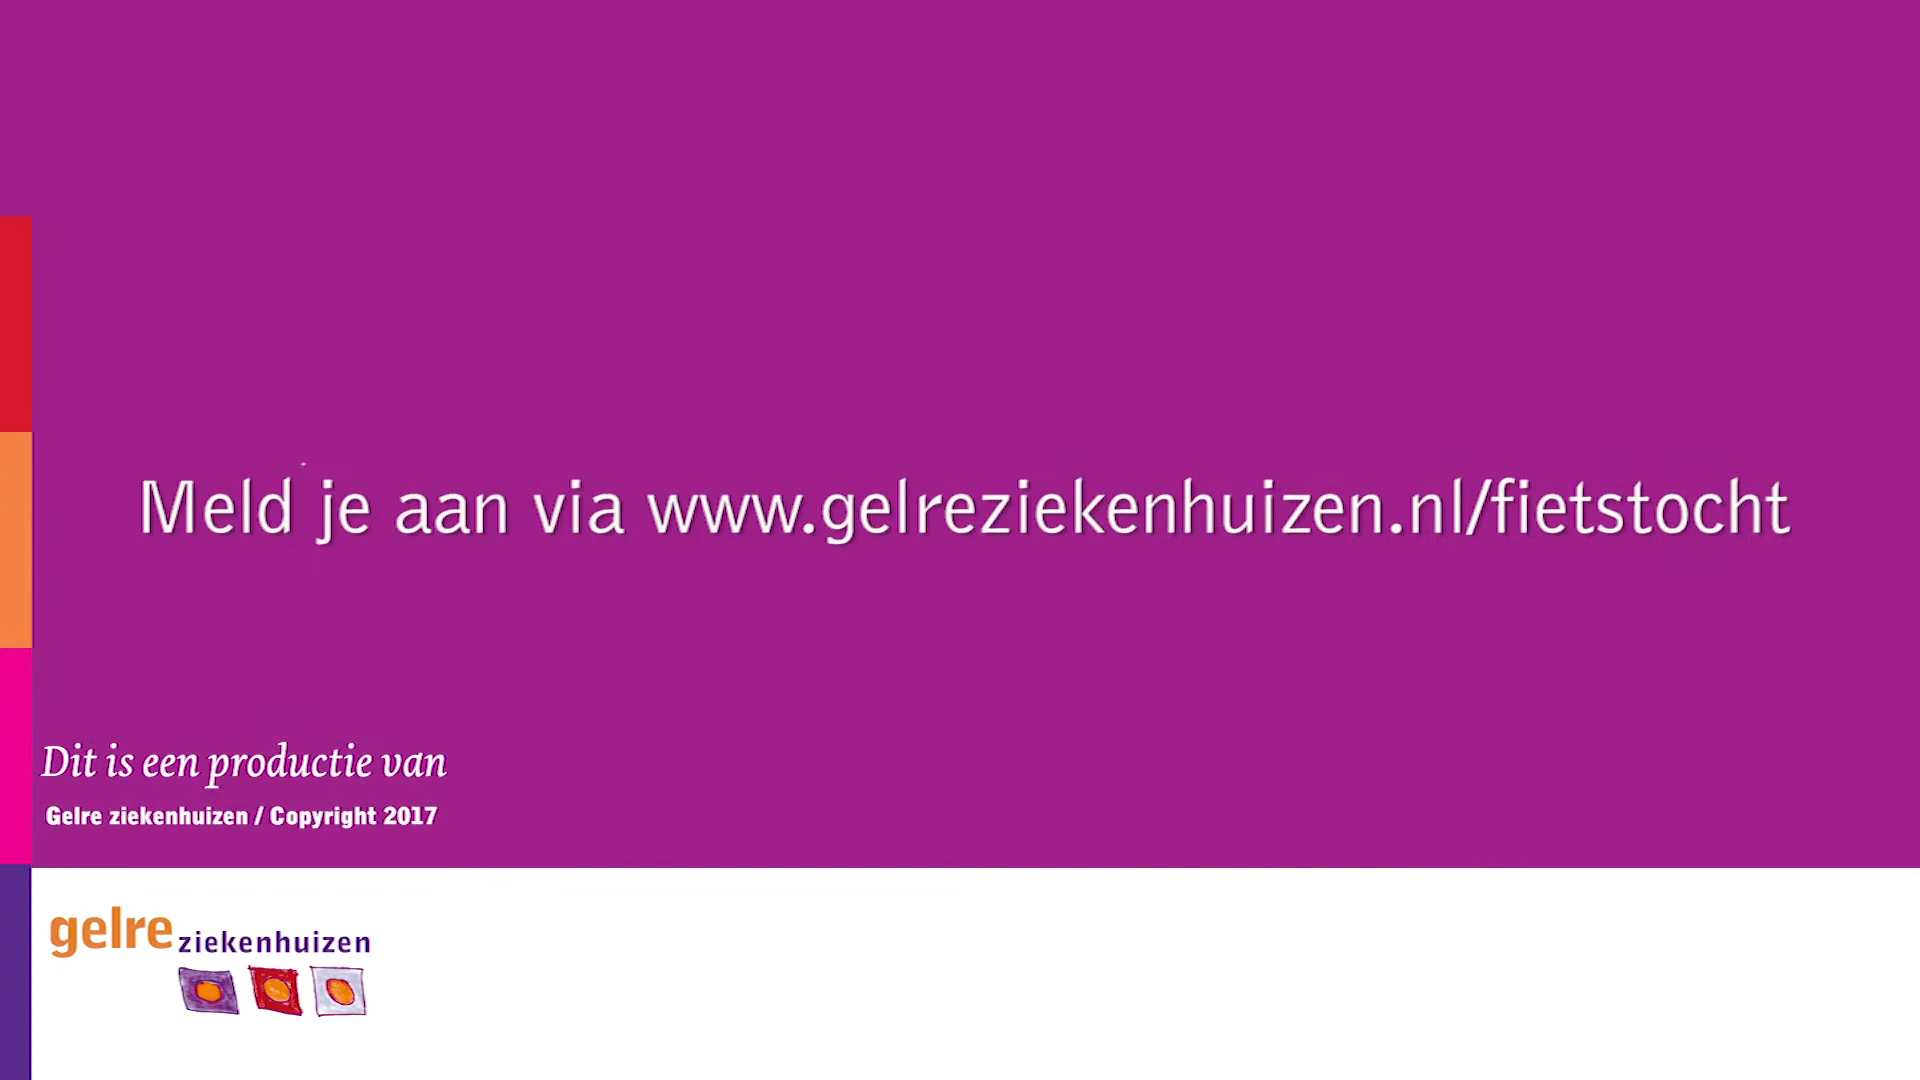 Meld je aan via www.gelreziekenhuizen.nl/fietstocht
Dit is een productie van
Gelre ziekenhuizen / Copyright 2017
gelre ziekenhuizen